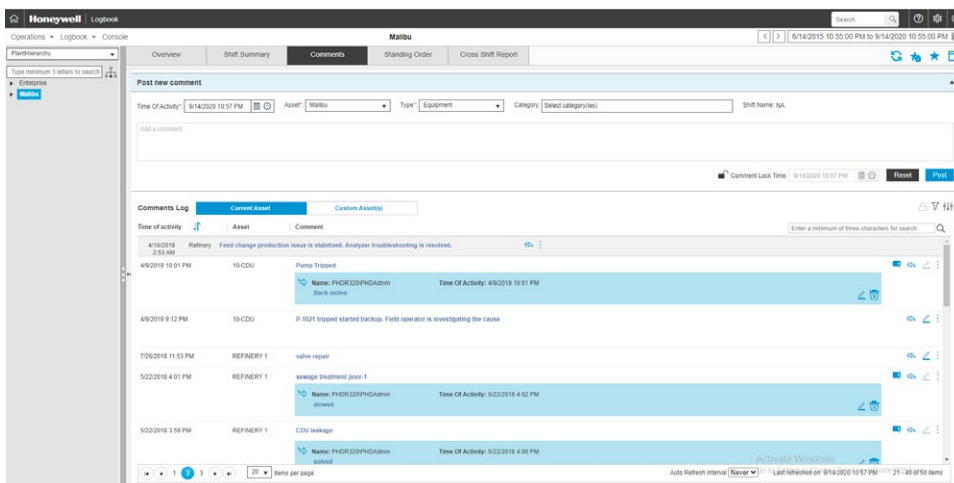 Honeywell | Logbook
Search
Operations Logbook Console
Malibu
6/14/2015 10:55:00 PM to 9/14/2020 10:55:00 PM
PlantHierarchy
Overview Shift Summary Comments Standing Order Cross Shift Report
Type minimum 3 letters to search
Enterprise
Malibu
Post new comment
Time Of Activity*: 9/14/2020 10:57 PM Asset*: Malibu Type*: Equipment Category: Select category(ies) Shift Name: NA
Add a comment
Comment Lock Time: 9/14/2020 10:57 PM Reset Post
Comments Log Current Asset Custom Asset(s)
Time of activity Asset Comment
Enter a minimum of three characters for search
4/10/2019 2:53 AM Refinery Feed change production issue is stabilized. Analyzer troubleshooting is resolved.
4/9/2019 10:01 PM 10-CDU Pump Tripped
Name: PHDR320\PHDAdmin Time Of Activity: 4/9/2019 10:01 PM
Back online
4/9/2019 9:12 PM 10-CDU P-1021 tripped started backup. Field operator is investigating the cause
7/26/2018 11:53 PM REFINERY 1 valve repair
5/22/2018 4:01 PM REFINERY 1 sewage treatment poor-1
Name: PHDR320\PHDAdmin Time Of Activity: 5/22/2018 4:02 PM
slowed
5/22/2018 3:59 PM REFINERY 1 CDU leakage
Name: PHDR320\PHDAdmin Time Of Activity: 5/22/2018 4:00 PM
solved
Activate Windows
1 2 3 20 items per page
Auto Refresh Interval Never Last refreshed on: 9/14/2020 10:57 PM 21 - 40 of 50 items